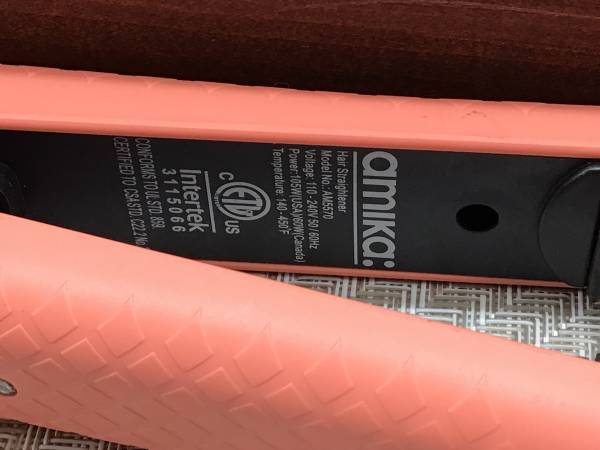 amika:
Hair Straightener
Model No.: AM5570
Voltage: 110 - 240V 50 / 60Hz
Power: 105W(USA)/60W(Canada)
Temperature: 140 - 450°F
C ETL US
Intertek
3115066
CONFORMS TO UL STD. 859
CERTIFIED TO CSA STD. C22.2 No